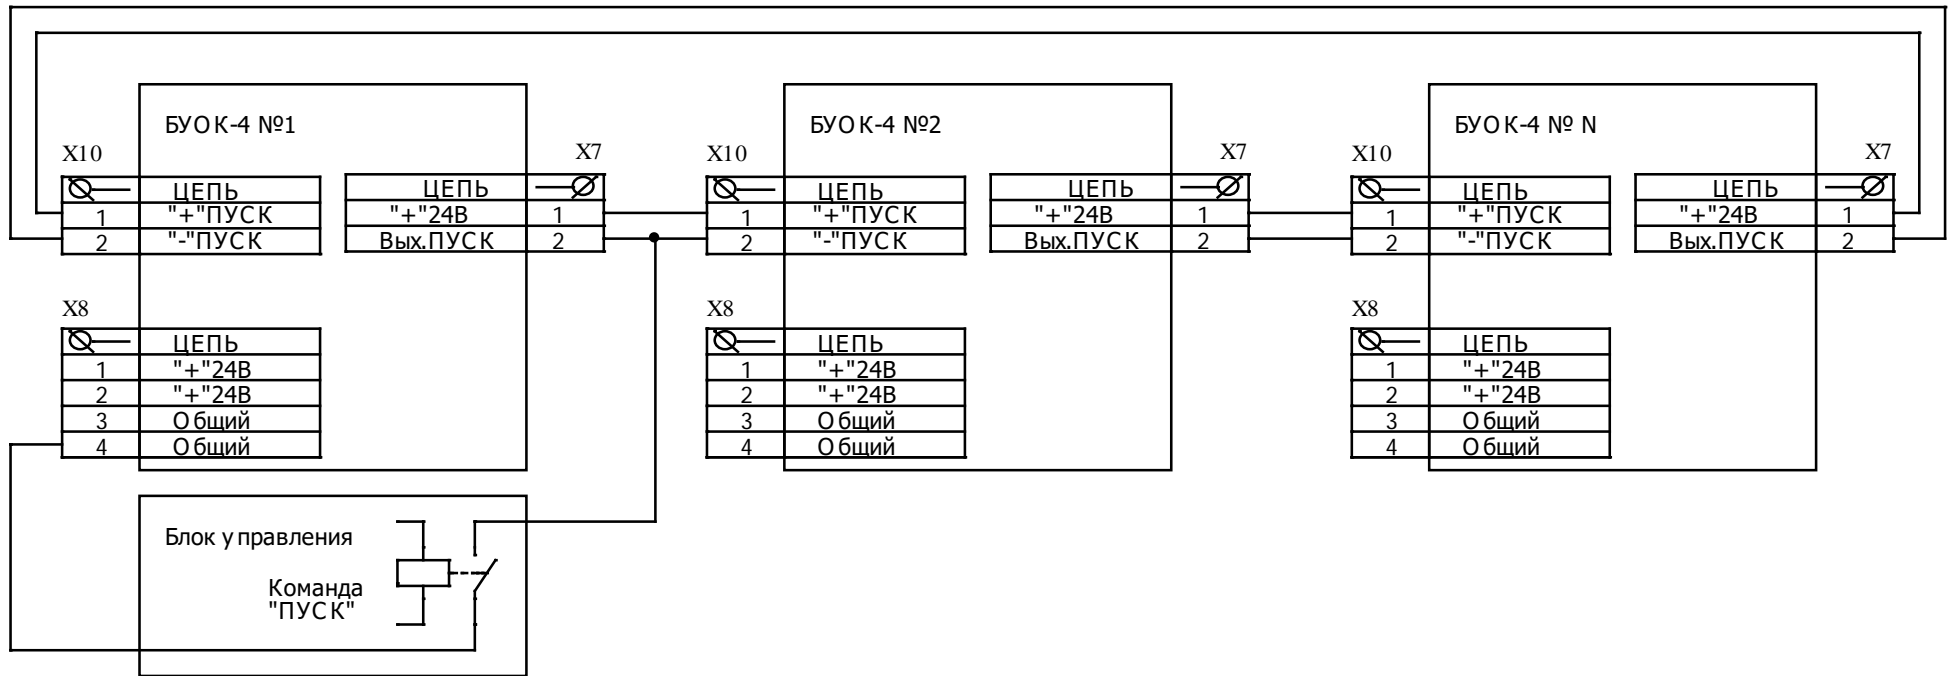 БУОК-4 №1
X10
X7
ЦЕПЬ
1 "+"ПУСК
2 "-"ПУСК
ЦЕПЬ
"+"24В 1
Вых.ПУСК 2
X8
ЦЕПЬ
1 "+"24В
2 "+"24В
3 Общий
4 Общий
БУОК-4 №2
X10
X7
ЦЕПЬ
1 "+"ПУСК
2 "-"ПУСК
ЦЕПЬ
"+"24В 1
Вых.ПУСК 2
X8
ЦЕПЬ
1 "+"24В
2 "+"24В
3 Общий
4 Общий
БУОК-4 № N
X10
X7
ЦЕПЬ
1 "+"ПУСК
2 "-"ПУСК
ЦЕПЬ
"+"24В 1
Вых.ПУСК 2
X8
ЦЕПЬ
1 "+"24В
2 "+"24В
3 Общий
4 Общий
Блок управления
Команда
"ПУСК"